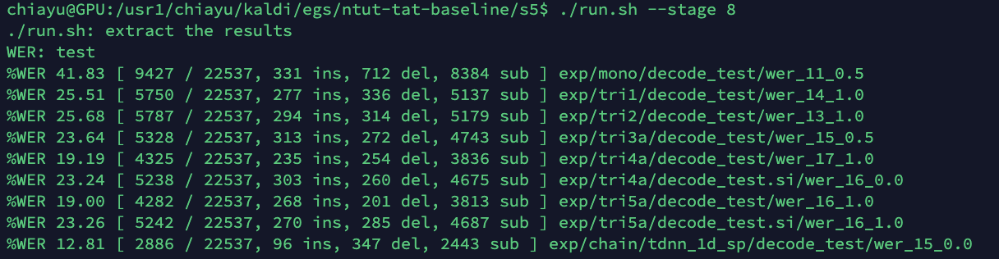 chiayu@GPU:/usr1/chiayu/kaldi/egs/ntut-tat-baseline/s5$ ./run.sh --stage 8
./run.sh: extract the results
WER: test
%WER 41.83 [ 9427 / 22537, 331 ins, 712 del, 8384 sub ] exp/mono/decode_test/wer_11_0.5
%WER 25.51 [ 5750 / 22537, 277 ins, 336 del, 5137 sub ] exp/tri1/decode_test/wer_14_1.0
%WER 25.68 [ 5787 / 22537, 294 ins, 314 del, 5179 sub ] exp/tri2/decode_test/wer_13_1.0
%WER 23.64 [ 5328 / 22537, 313 ins, 272 del, 4743 sub ] exp/tri3a/decode_test/wer_15_0.5
%WER 19.19 [ 4325 / 22537, 235 ins, 254 del, 3836 sub ] exp/tri4a/decode_test/wer_17_1.0
%WER 23.24 [ 5238 / 22537, 303 ins, 260 del, 4675 sub ] exp/tri4a/decode_test.si/wer_16_0.0
%WER 19.00 [ 4282 / 22537, 268 ins, 201 del, 3813 sub ] exp/tri5a/decode_test/wer_16_1.0
%WER 23.26 [ 5242 / 22537, 270 ins, 285 del, 4687 sub ] exp/tri5a/decode_test.si/wer_16_1.0
%WER 12.81 [ 2886 / 22537, 96 ins, 347 del, 2443 sub ] exp/chain/tdnn_1d_sp/decode_test/wer_15_0.0